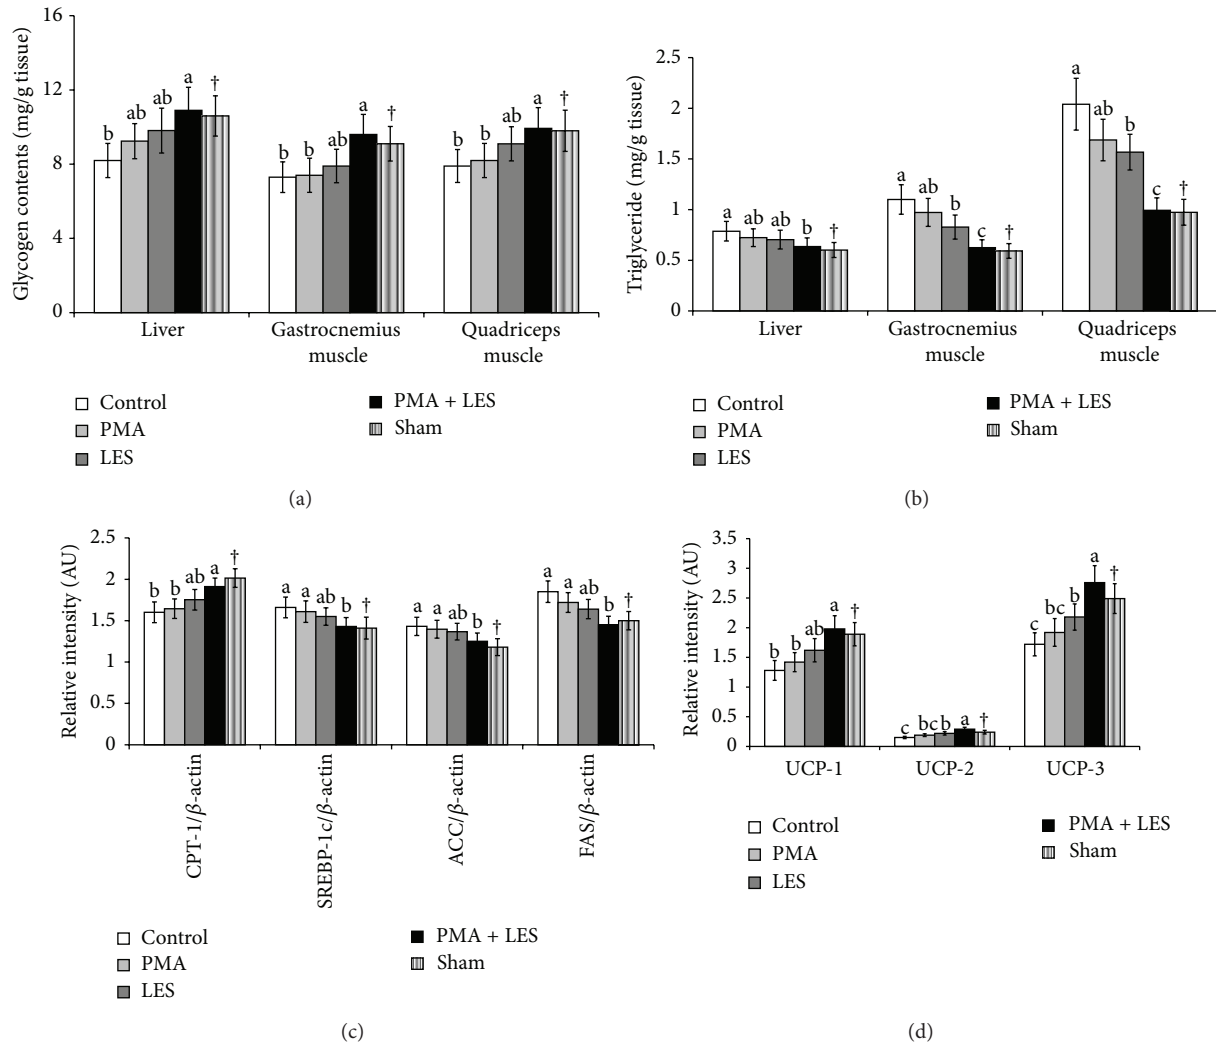 16
12
8
4
0
Glycogen contents (mg/g tissue)
b
ab
ab
a
†
b
b
ab
a
†
b
b
ab
a
†
Liver
Gastrocnemius
muscle
Quadriceps
muscle
Control
PMA
LES
PMA + LES
Sham
(a)
2.5
2
1.5
1
0.5
0
Triglyceride (mg/g tissue)
a
ab
ab
b
†
a
ab
b
c
†
a
ab
b
c
†
Liver
Gastrocnemius
muscle
Quadriceps
muscle
Control
PMA
LES
PMA + LES
Sham
(b)
2.5
2
1.5
1
0.5
0
Relative intensity (AU)
b
b
ab
a
†
a
a
ab
b
†
a
a
ab
b
†
a
a
ab
b
†
CPT-1/β-actin
SREBP-1c/β-actin
ACC/β-actin
FAS/β-actin
Control
PMA
LES
PMA + LES
Sham
(c)
3.5
3
2.5
2
1.5
1
0.5
0
Relative intensity (AU)
b
b
ab
a
†
c
bc
b
a
†
c
bc
b
a
†
UCP-1
UCP-2
UCP-3
Control
PMA
LES
PMA + LES
Sham
(d)